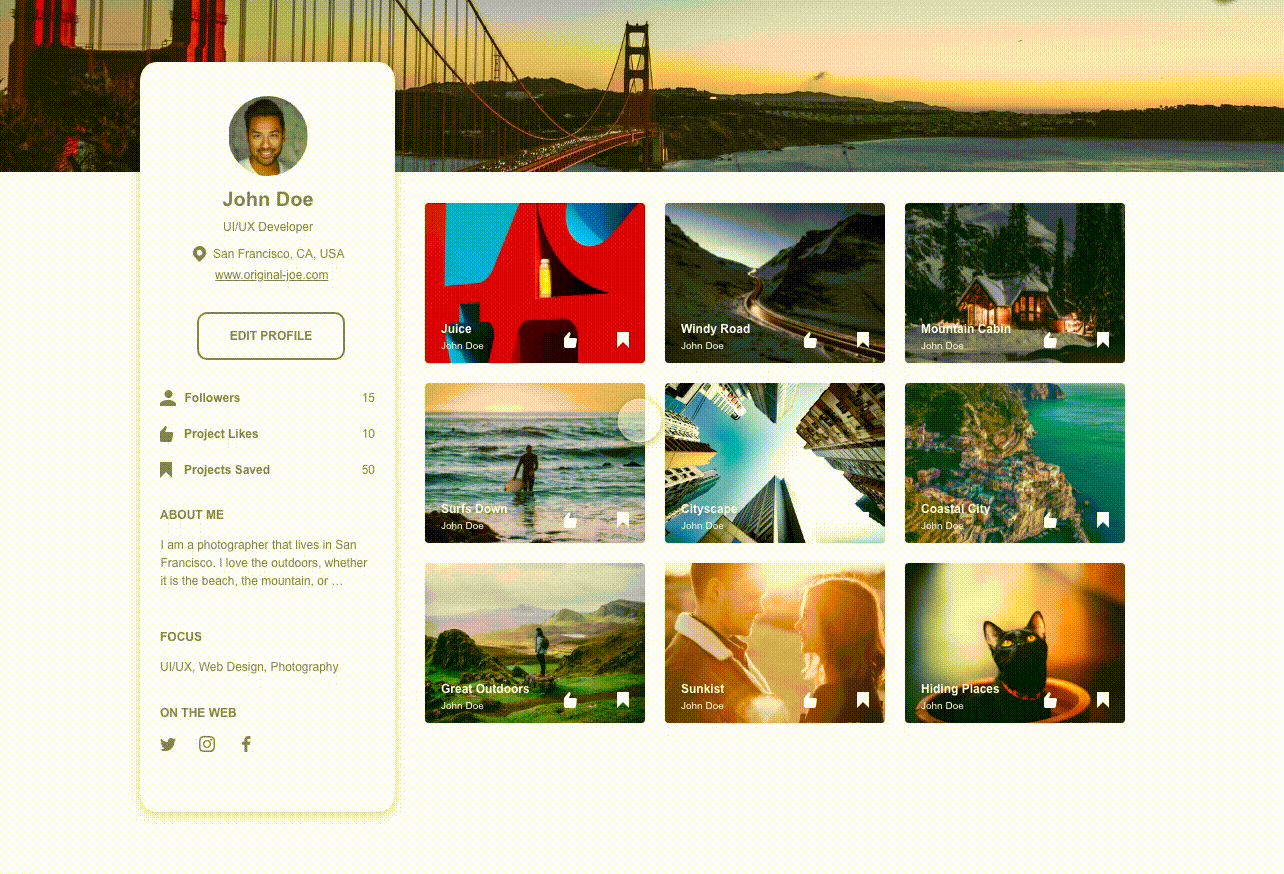 John Doe
UI/UX Developer
San Francisco, CA, USA
www.original-joe.com
EDIT PROFILE
Followers 15
Project Likes 10
Projects Saved 50
ABOUT ME
I am a photographer that lives in San
Francisco. I love the outdoors, whether
it is the beach, the mountain, or …
FOCUS
UI/UX, Web Design, Photography
ON THE WEB
Juice
John Doe
Windy Road
John Doe
Mountain Cabin
John Doe
Surfs Down
John Doe
Cityscape
John Doe
Coastal City
John Doe
Great Outdoors
John Doe
Sunkist
John Doe
Hiding Places
John Doe